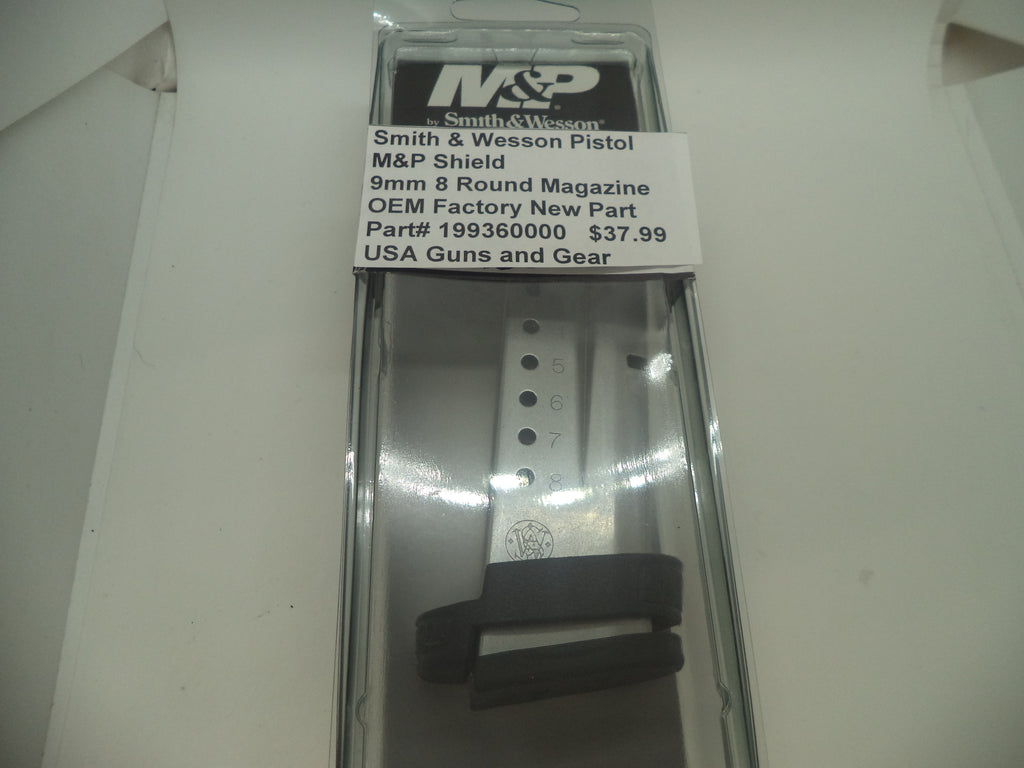 M&P
by Smith & Wesson®
Smith & Wesson Pistol
M&P Shield
9mm 8 Round Magazine
OEM Factory New Part
Part# 199360000 $37.99
USA Guns and Gear
5
6
7
8